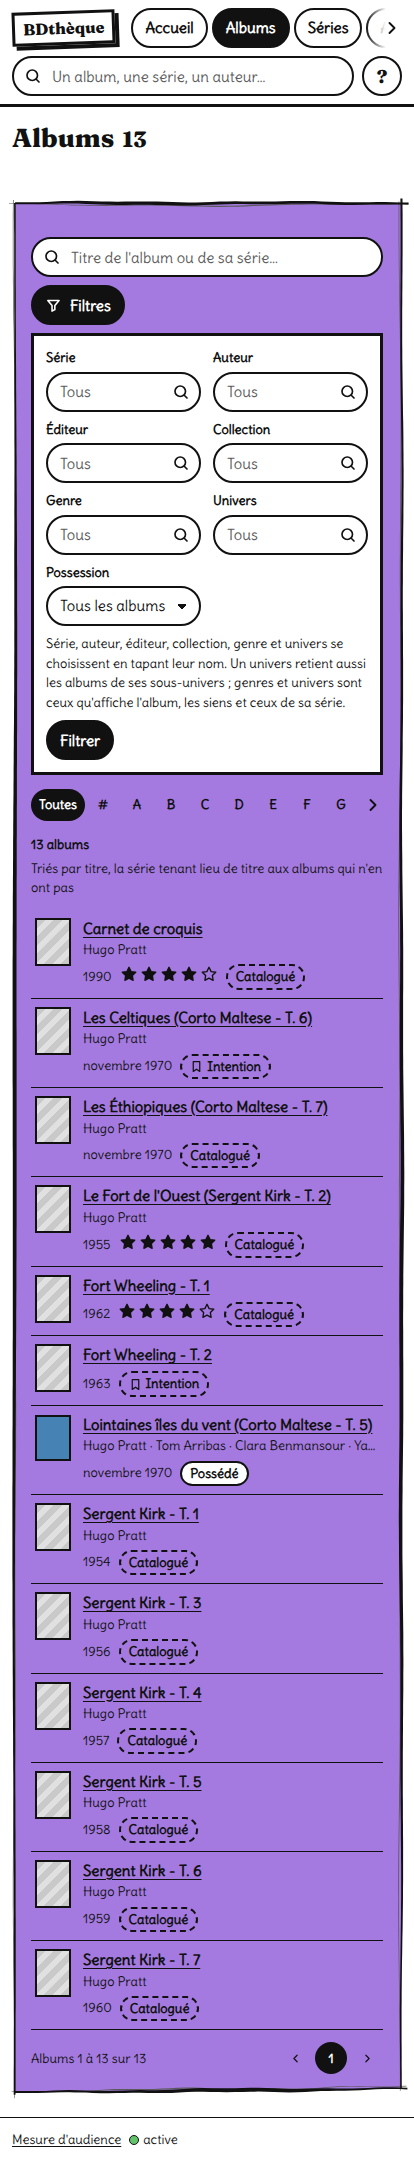 BDthèque
Accueil Albums Séries
Un album, une série, un auteur...
?
Albums 13
Titre de l'album ou de sa série...
Filtres
Série Auteur
Tous Tous
Éditeur Collection
Tous Tous
Genre Univers
Tous Tous
Possession
Tous les albums
Série, auteur, éditeur, collection, genre et univers se
choisissent en tapant leur nom. Un univers retient aussi
les albums de ses sous-univers ; genres et univers sont
ceux qu'affiche l'album, les siens et ceux de sa série.
Filtrer
Toutes # A B C D E F G
13 albums
Triés par titre, la série tenant lieu de titre aux albums qui n'en
ont pas
Carnet de croquis
Hugo Pratt
1990 Catalogué
Les Celtiques (Corto Maltese - T. 6)
Hugo Pratt
novembre 1970 Intention
Les Éthiopiques (Corto Maltese - T. 7)
Hugo Pratt
novembre 1970 Catalogué
Le Fort de l'Ouest (Sergent Kirk - T. 2)
Hugo Pratt
1955 Catalogué
Fort Wheeling - T. 1
1962 Catalogué
Fort Wheeling - T. 2
1963 Intention
Lointaines îles du vent (Corto Maltese - T. 5)
Hugo Pratt · Tom Arribas · Clara Benmansour · Ya...
novembre 1970 Possédé
Sergent Kirk - T. 1
Hugo Pratt
1954 Catalogué
Sergent Kirk - T. 3
Hugo Pratt
1956 Catalogué
Sergent Kirk - T. 4
Hugo Pratt
1957 Catalogué
Sergent Kirk - T. 5
Hugo Pratt
1958 Catalogué
Sergent Kirk - T. 6
Hugo Pratt
1959 Catalogué
Sergent Kirk - T. 7
Hugo Pratt
1960 Catalogué
Albums 1 à 13 sur 13 1
Mesure d'audience active